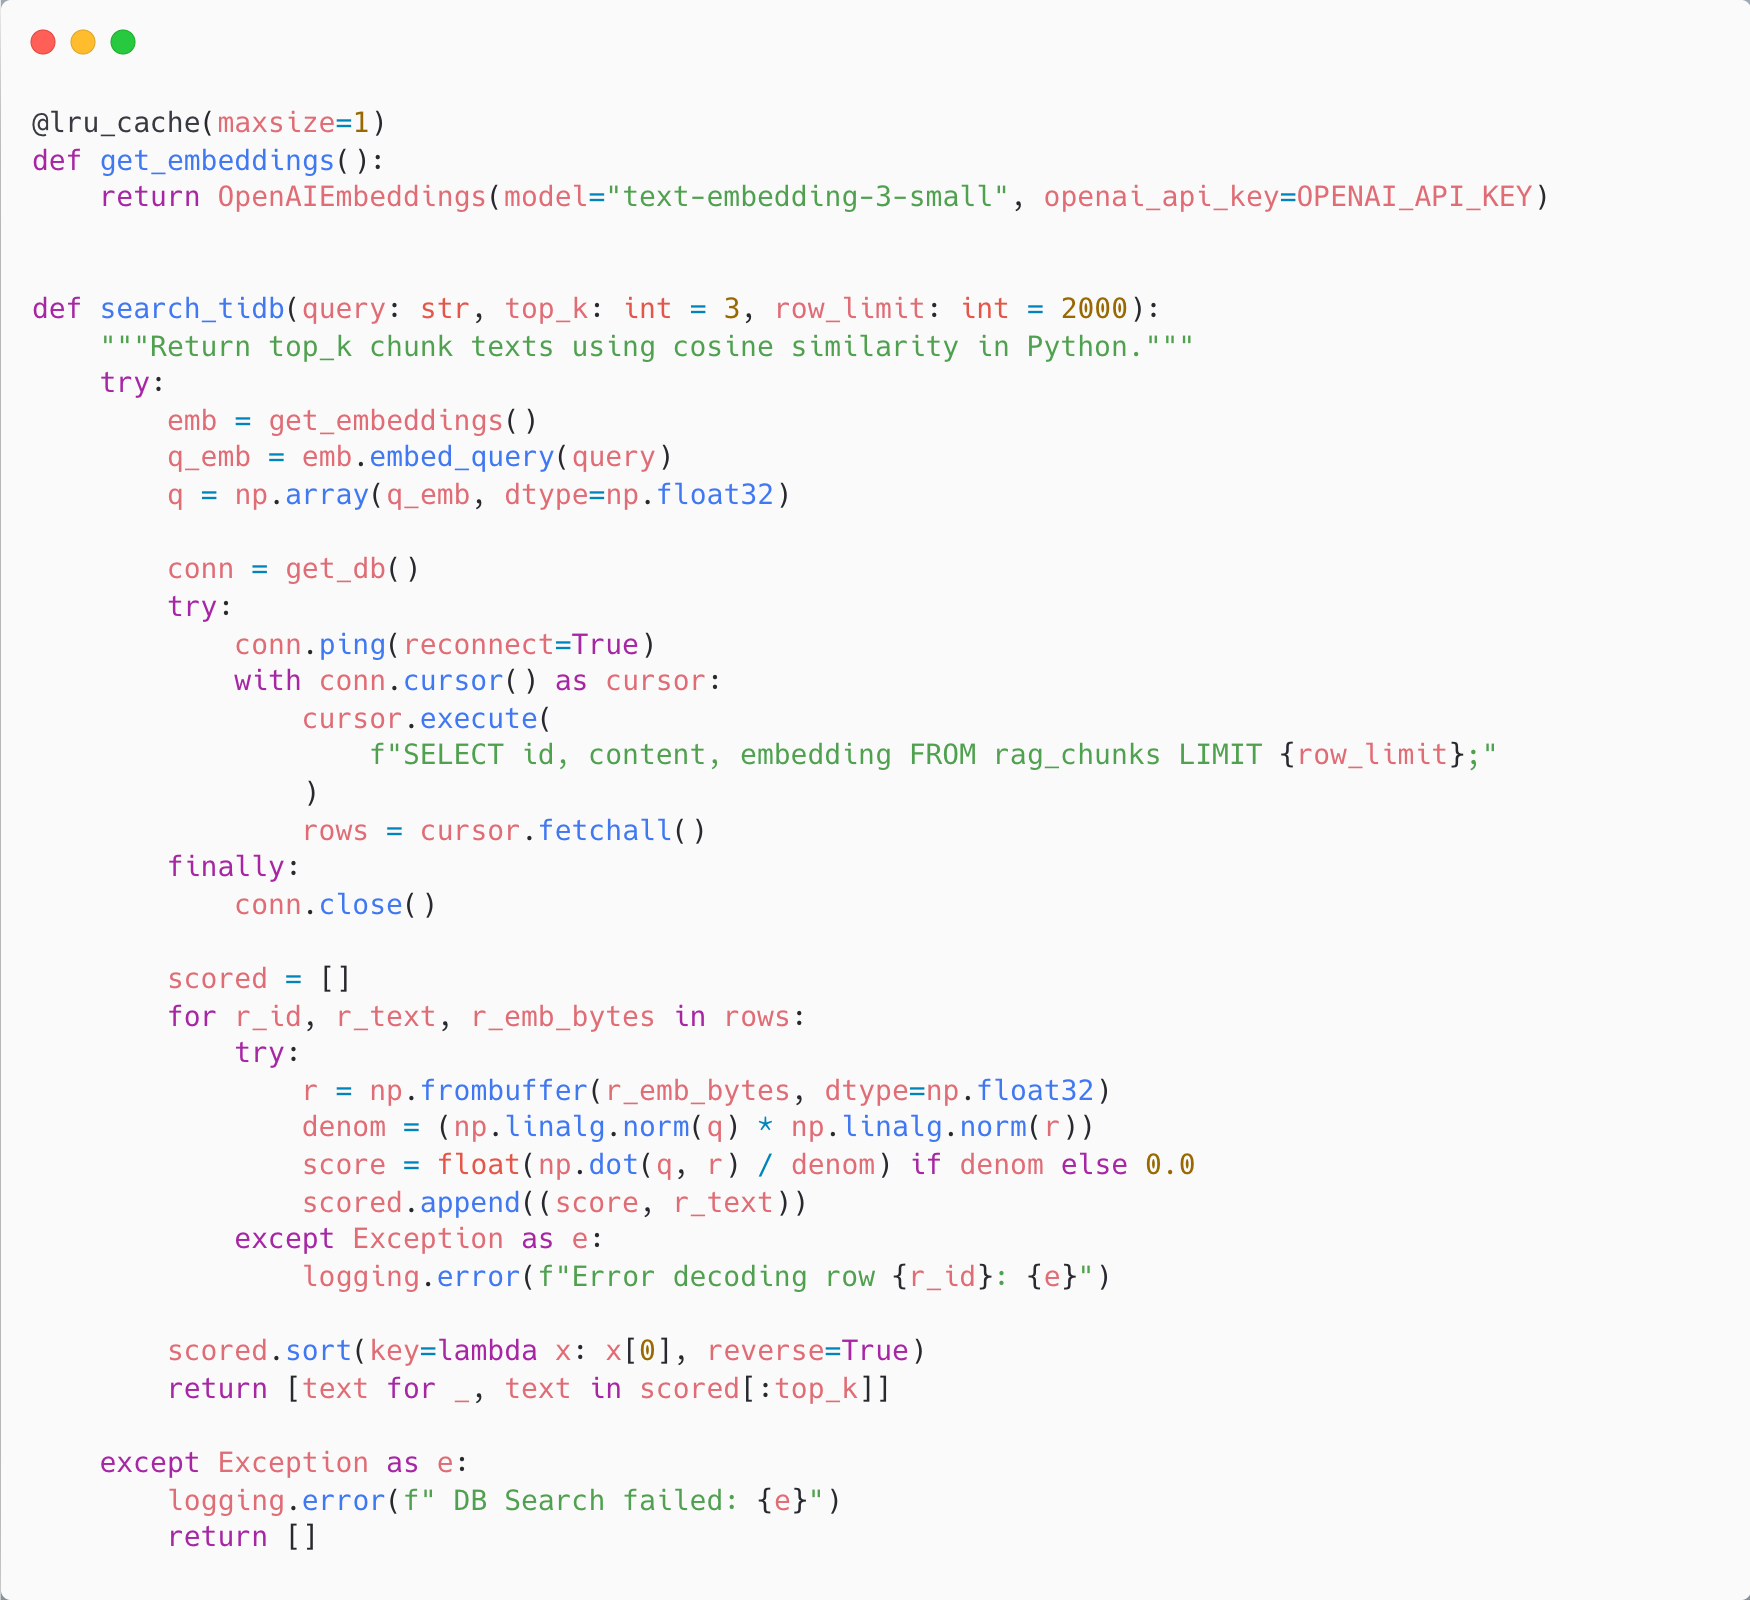 @lru_cache(maxsize=1)
def get_embeddings():
    return OpenAIEmbeddings(model="text-embedding-3-small", openai_api_key=OPENAI_API_KEY)


def search_tidb(query: str, top_k: int = 3, row_limit: int = 2000):
    """Return top_k chunk texts using cosine similarity in Python."""
    try:
        emb = get_embeddings()
        q_emb = emb.embed_query(query)
        q = np.array(q_emb, dtype=np.float32)

        conn = get_db()
        try:
            conn.ping(reconnect=True)
            with conn.cursor() as cursor:
                cursor.execute(
                    f"SELECT id, content, embedding FROM rag_chunks LIMIT {row_limit};"
                )
                rows = cursor.fetchall()
        finally:
            conn.close()

        scored = []
        for r_id, r_text, r_emb_bytes in rows:
            try:
                r = np.frombuffer(r_emb_bytes, dtype=np.float32)
                denom = (np.linalg.norm(q) * np.linalg.norm(r))
                score = float(np.dot(q, r) / denom) if denom else 0.0
                scored.append((score, r_text))
            except Exception as e:
                logging.error(f"Error decoding row {r_id}: {e}")

        scored.sort(key=lambda x: x[0], reverse=True)
        return [text for _, text in scored[:top_k]]

    except Exception as e:
        logging.error(f" DB Search failed: {e}")
        return []